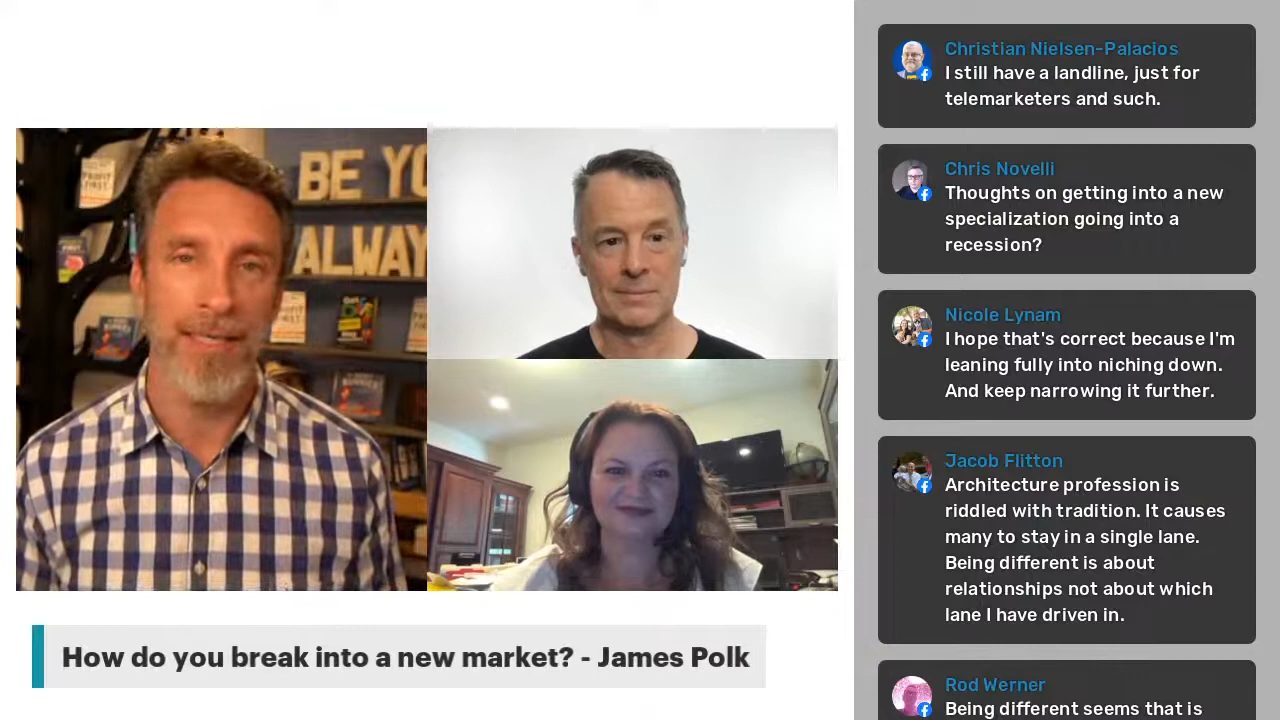 BE YO
ALWAY
PROFIT
FIRST
PROFIT
FIRST.
How do you break into a new market? - James Polk
Christian Nielsen-Palacios
I still have a landline, just for
telemarketers and such.
Chris Novelli
Thoughts on getting into a new
specialization going into a
recession?
Nicole Lynam
I hope that's correct because I'm
leaning fully into niching down.
And keep narrowing it further.
Jacob Flitton
Architecture profession is
riddled with tradition. It causes
many to stay in a single lane.
Being different is about
relationships not about which
lane I have driven in.
Rod Werner
Being different seems that is